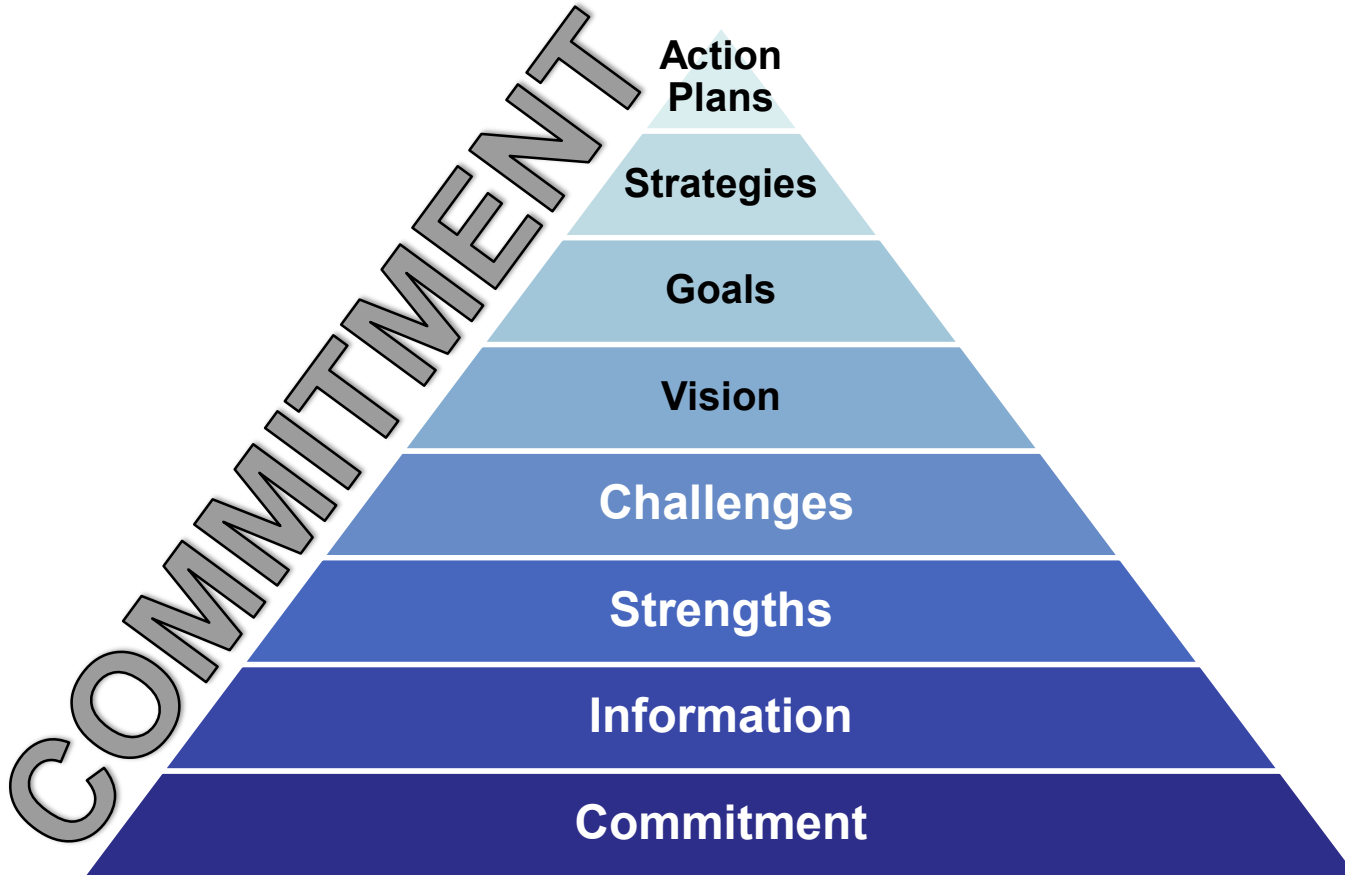 COMMITMENT
Action
Plans
Strategies
Goals
Vision
Challenges
Strengths
Information
Commitment